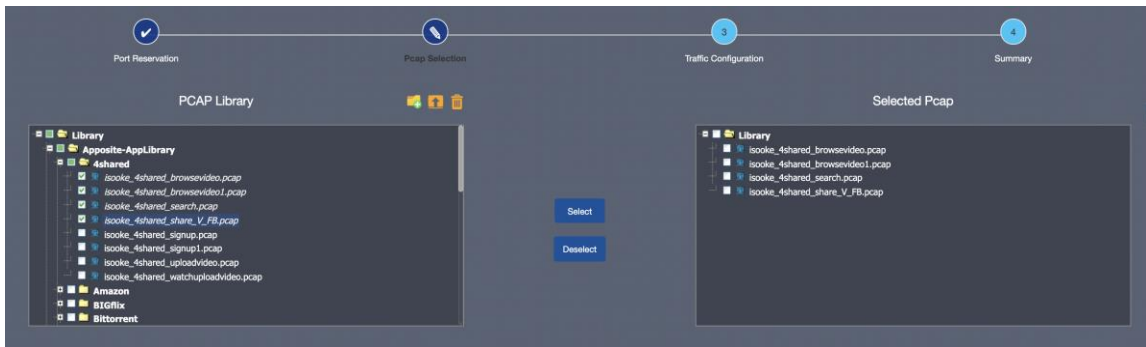 3
4
Port Reservation
Pcap Selection
Traffic Configuration
Summary
PCAP Library
Library
Apposite-AppLibrary
4shared
isooke_4shared_browsevideo.pcap
isooke_4shared_browsevideo1.pcap
isooke_4shared_search.pcap
isooke_4shared_share_V_FB.pcap
isooke_4shared_signup.pcap
isooke_4shared_signup1.pcap
isooke_4shared_uploadvideo.pcap
isooke_4shared_watchuploadvideo.pcap
Amazon
BIGflix
Bittorrent
Select
Deselect
Selected Pcap
Library
isooke_4shared_browsevideo.pcap
isooke_4shared_browsevideo1.pcap
isooke_4shared_search.pcap
isooke_4shared_share_V_FB.pcap